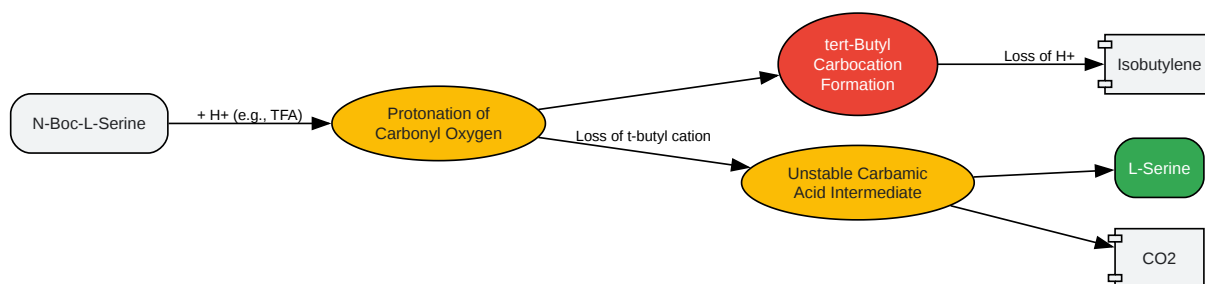 N-Boc-L-Serine
+ H+ (e.g., TFA)
Protonation of
Carbonyl Oxygen
tert-Butyl
Carbocation
Formation
Loss of H+
Isobutylene
Loss of t-butyl cation
Unstable Carbamic
Acid Intermediate
L-Serine
CO2